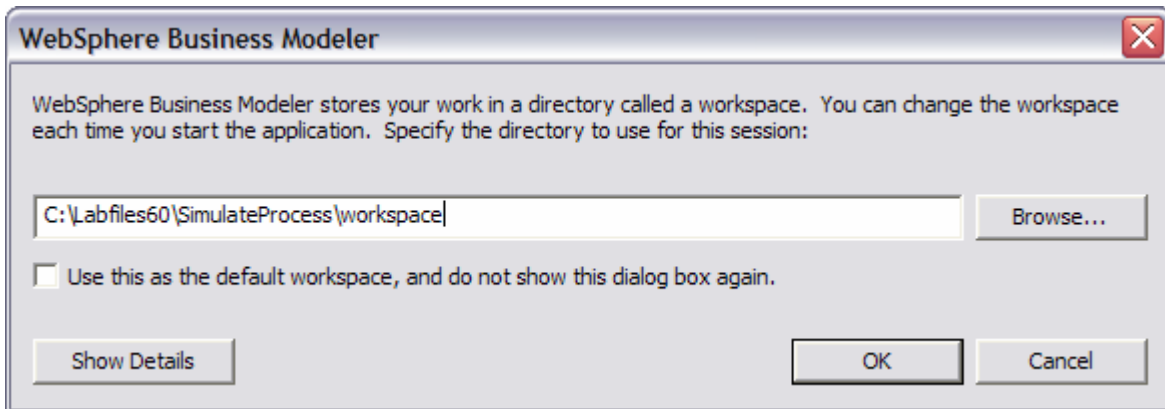 WebSphere Business Modeler
WebSphere Business Modeler stores your work in a directory called a workspace. You can change the workspace
each time you start the application. Specify the directory to use for this session:
C:\Labfiles60\SimulateProcess\workspace
Browse...
Use this as the default workspace, and do not show this dialog box again.
Show Details
OK
Cancel